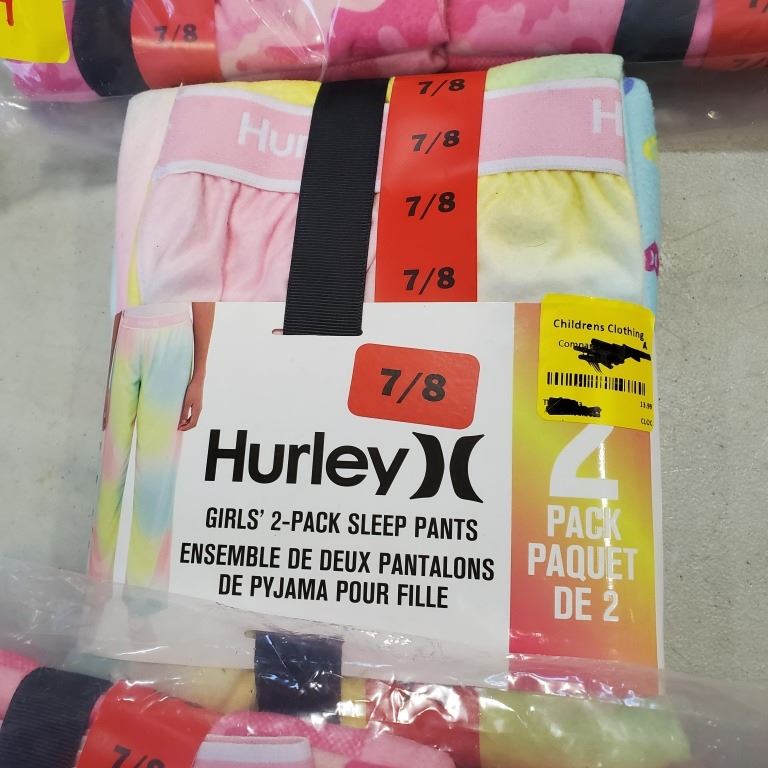 7/8
7/8
Hur
H
7/8
7/8
7/8
7/8
Hurley
GIRLS' 2-PACK SLEEP PANTS
ENSEMBLE DE DEUX PANTALONS
DE PYJAMA POUR FILLE
Childrens Clothing
A
13.99
2
PACK
PAQUET
DE 2
7/8